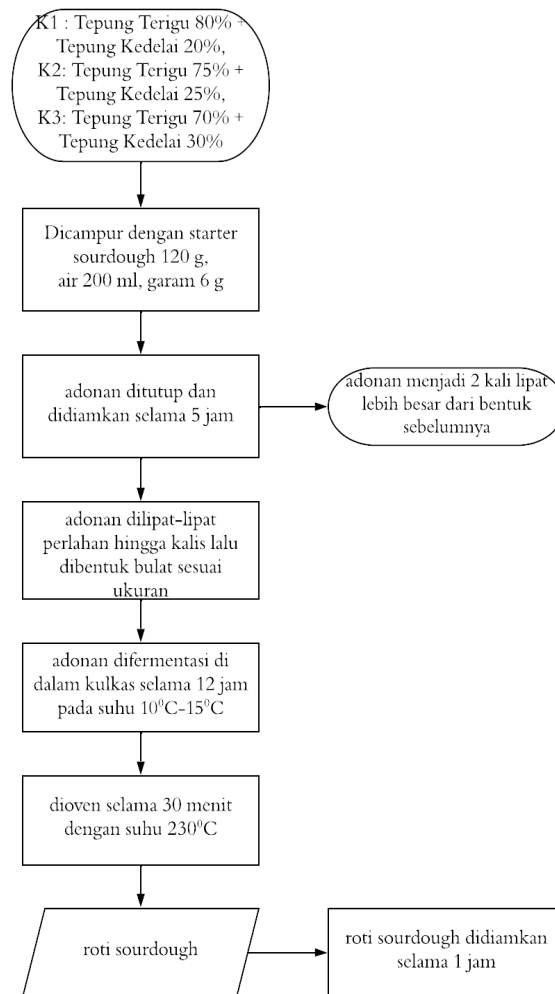 K1 : Tepung Terigu 80% +
Tepung Kedelai 20%,
K2: Tepung Terigu 75% +
Tepung Kedelai 25%,
K3: Tepung Terigu 70% +
Tepung Kedelai 30%
Dicampur dengan starter
sourdough 120 g,
air 200 ml, garam 6 g
adonan ditutup dan
didiamkan selama 5 jam
adonan menjadi 2 kali lipat
lebih besar dari bentuk
sebelumnya
adonan dilipat-lipat
perlahan hingga kalis lalu
dibentuk bulat sesuai
ukuran
adonan difermentasi di
dalam kulkas selama 12 jam
pada suhu 10⁰C-15⁰C
dioven selama 30 menit
dengan suhu 230⁰C
roti sourdough
roti sourdough didiamkan
selama 1 jam